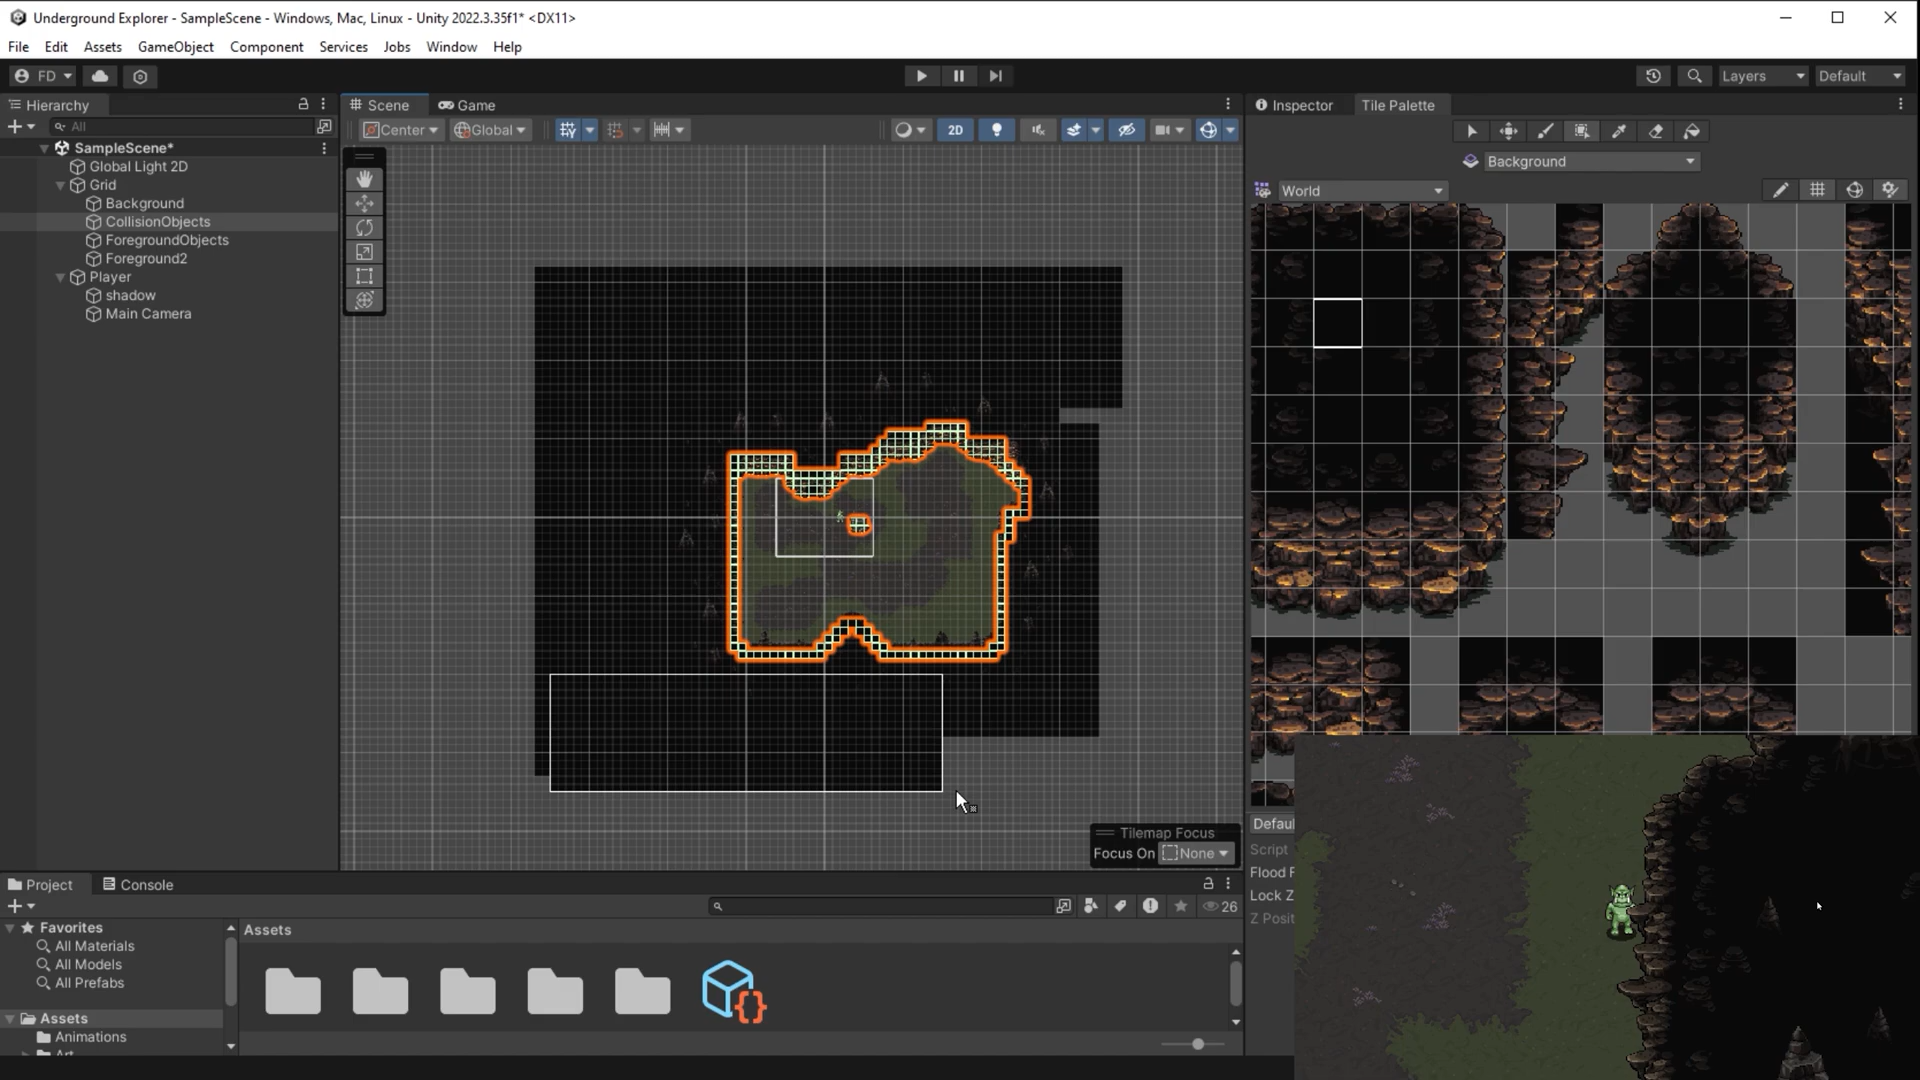 Underground Explorer - SampleScene - Windows, Mac, Linux - Unity 2022.3.35f1* <DX11>
File Edit Assets GameObject Component Services Jobs Window Help
FD Layers Default
Hierarchy
All
SampleScene*
Global Light 2D
Grid
Background
CollisionObjects
ForegroundObjects
Foreground2
Player
shadow
Main Camera
Scene Game
Center Global 2D
Tilemap Focus
Focus On None
Inspector Tile Palette
Background
World
Defaul
Script
Flood F
Lock Z
Z Posit
Project Console
26
Favorites
All Materials
All Models
All Prefabs
Assets
Animations
Art
Assets